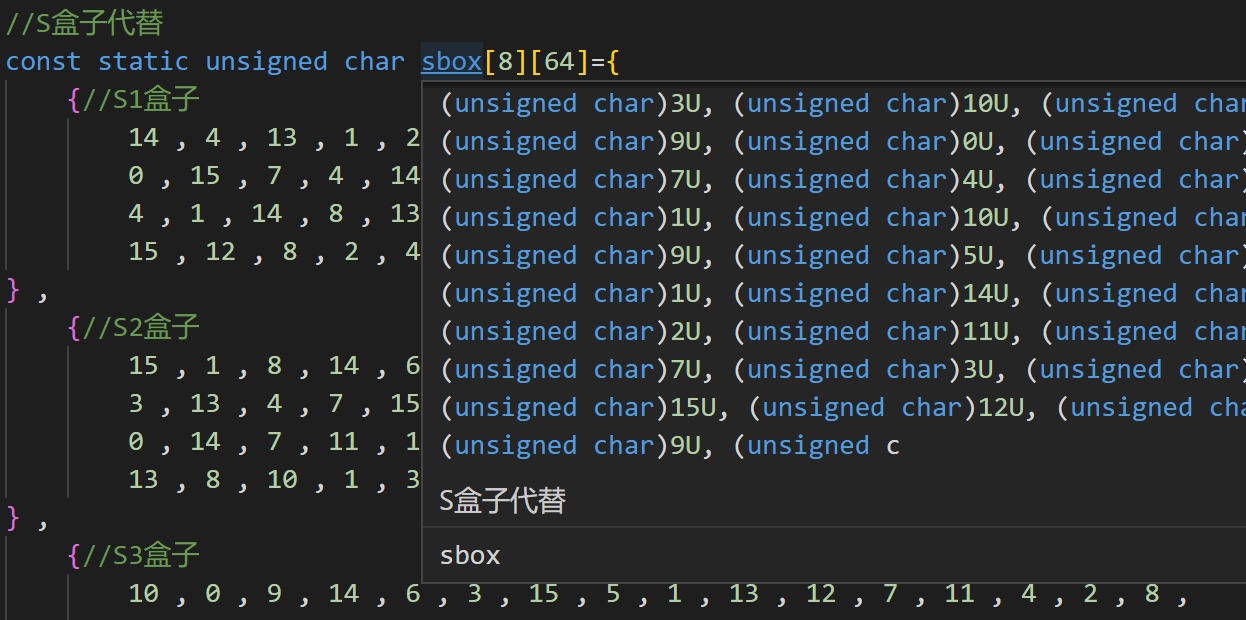 //S盒子代替
const static unsigned char sbox[8][64]={
{//S1盒子
14 , 4 , 13 , 1 , 2
0 , 15 , 7 , 4 , 14
4 , 1 , 14 , 8 , 13
15 , 12 , 8 , 2 , 4
} ,
{//S2盒子
15 , 1 , 8 , 14 , 6
3 , 13 , 4 , 7 , 15
0 , 14 , 7 , 11 , 1
13 , 8 , 10 , 1 , 3
} ,
{//S3盒子
10 , 0 , 9 , 14 , 6 , 3 , 15 , 5 , 1 , 13 , 12 , 7 , 11 , 4 , 2 , 8 ,
(unsigned char)3U, (unsigned char)10U, (unsigned char
(unsigned char)9U, (unsigned char)0U, (unsigned char)
(unsigned char)7U, (unsigned char)4U, (unsigned char)
(unsigned char)1U, (unsigned char)10U, (unsigned char
(unsigned char)9U, (unsigned char)5U, (unsigned char)
(unsigned char)1U, (unsigned char)14U, (unsigned char
(unsigned char)2U, (unsigned char)11U, (unsigned char
(unsigned char)7U, (unsigned char)3U, (unsigned char)
(unsigned char)15U, (unsigned char)12U, (unsigned cha
(unsigned char)9U, (unsigned c
S盒子代替
sbox